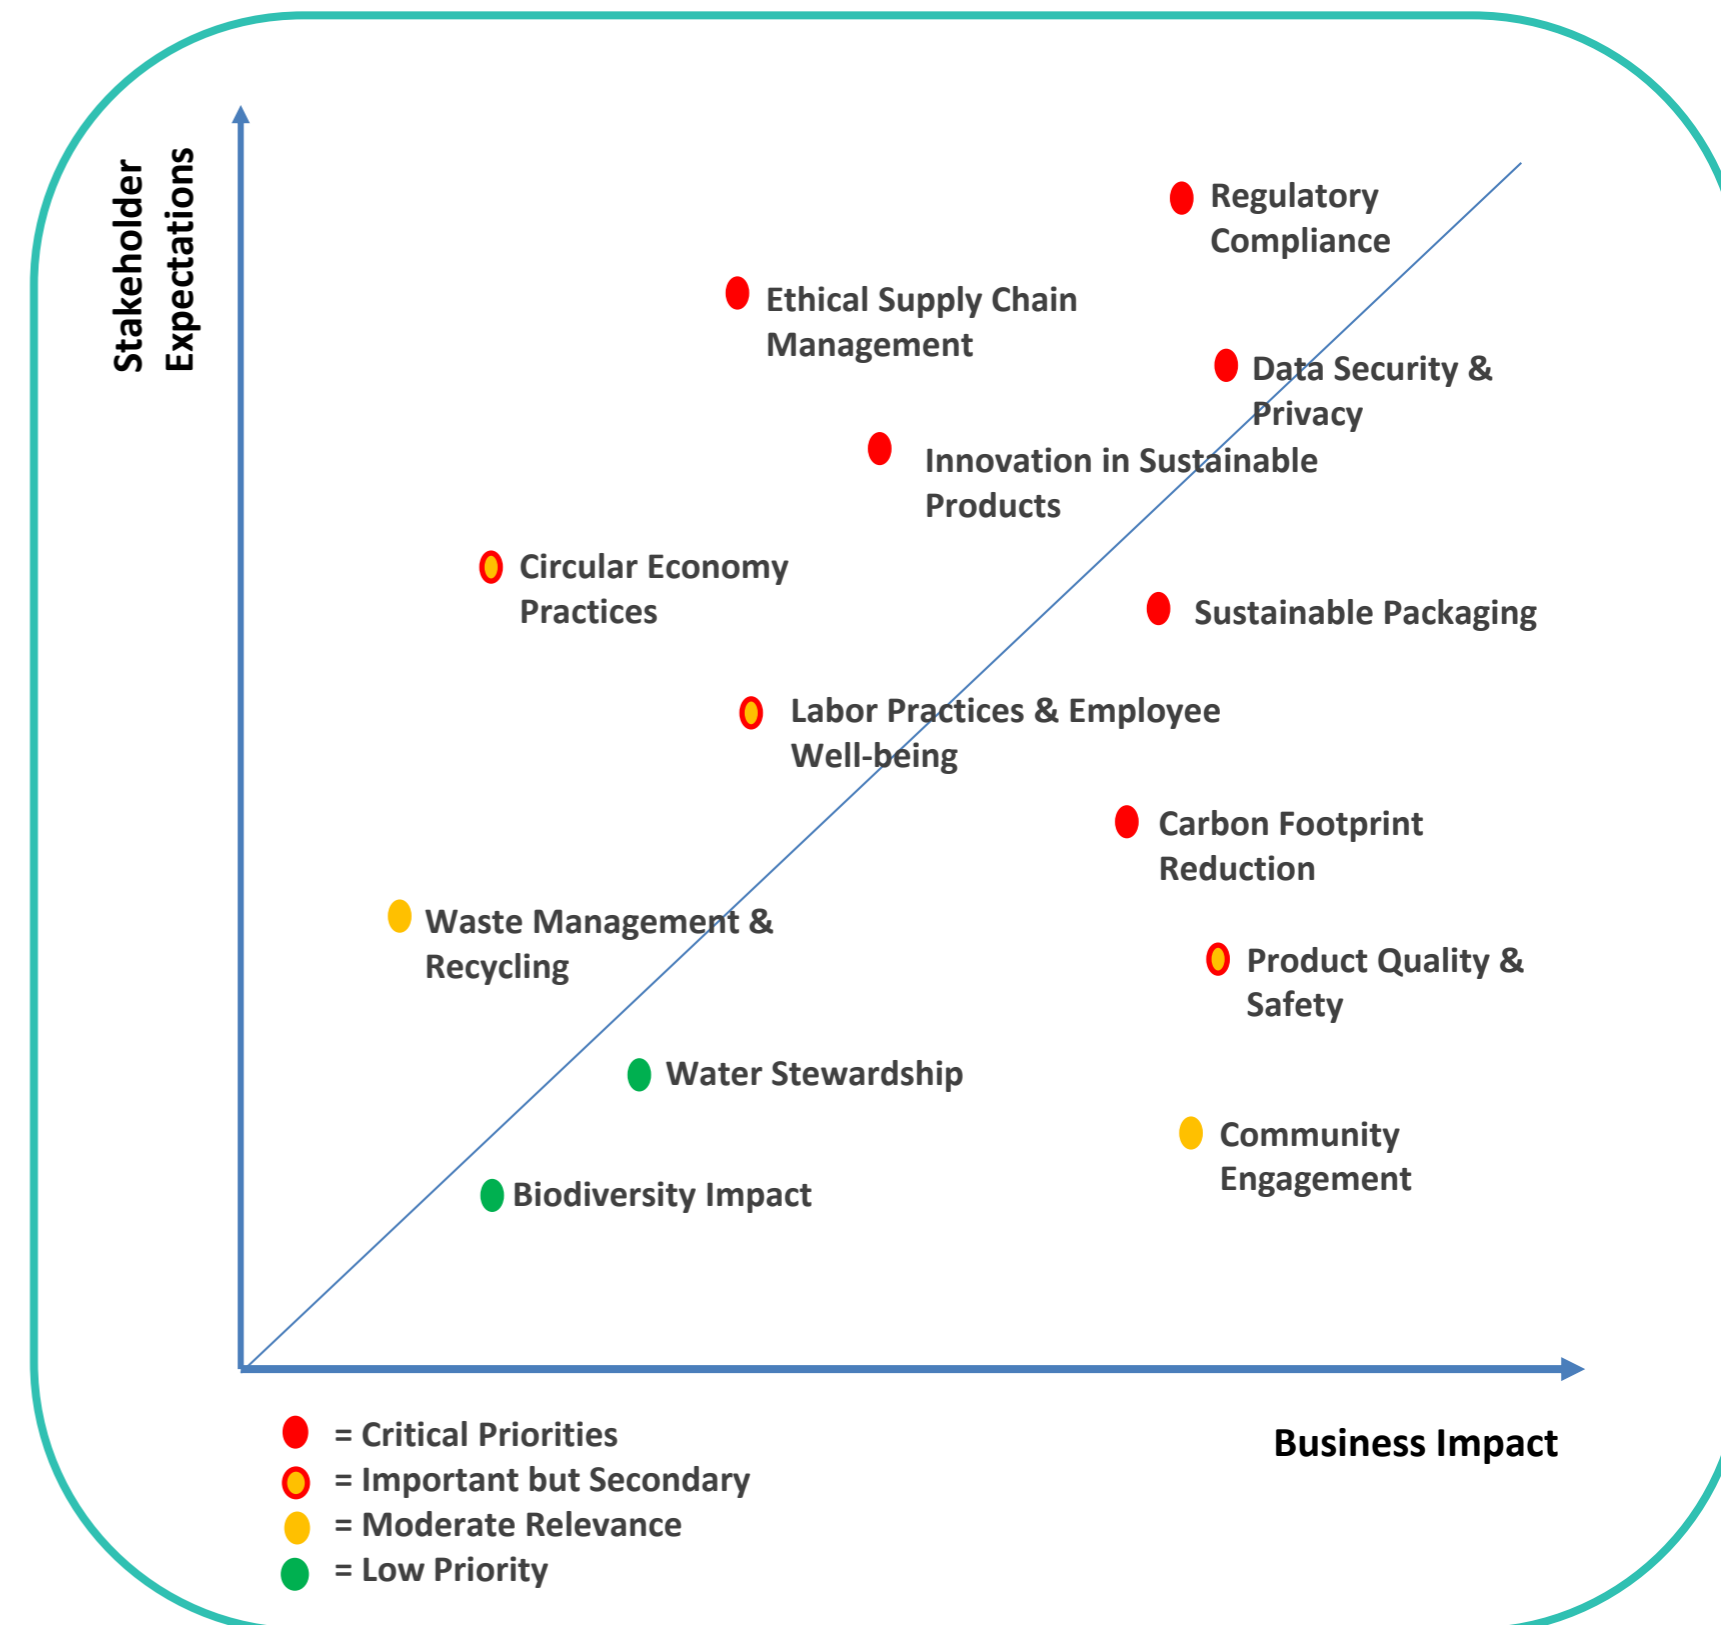 Stakeholder
Expectations
Regulatory
Compliance
Ethical Supply Chain
Management
Data Security &
Privacy
Innovation in Sustainable
Products
Circular Economy
Practices
Sustainable Packaging
Labor Practices & Employee
Well-being
Carbon Footprint
Reduction
Waste Management &
Recycling
Product Quality &
Safety
Water Stewardship
Community
Engagement
Biodiversity Impact
= Critical Priorities
= Important but Secondary
= Moderate Relevance
= Low Priority
Business Impact